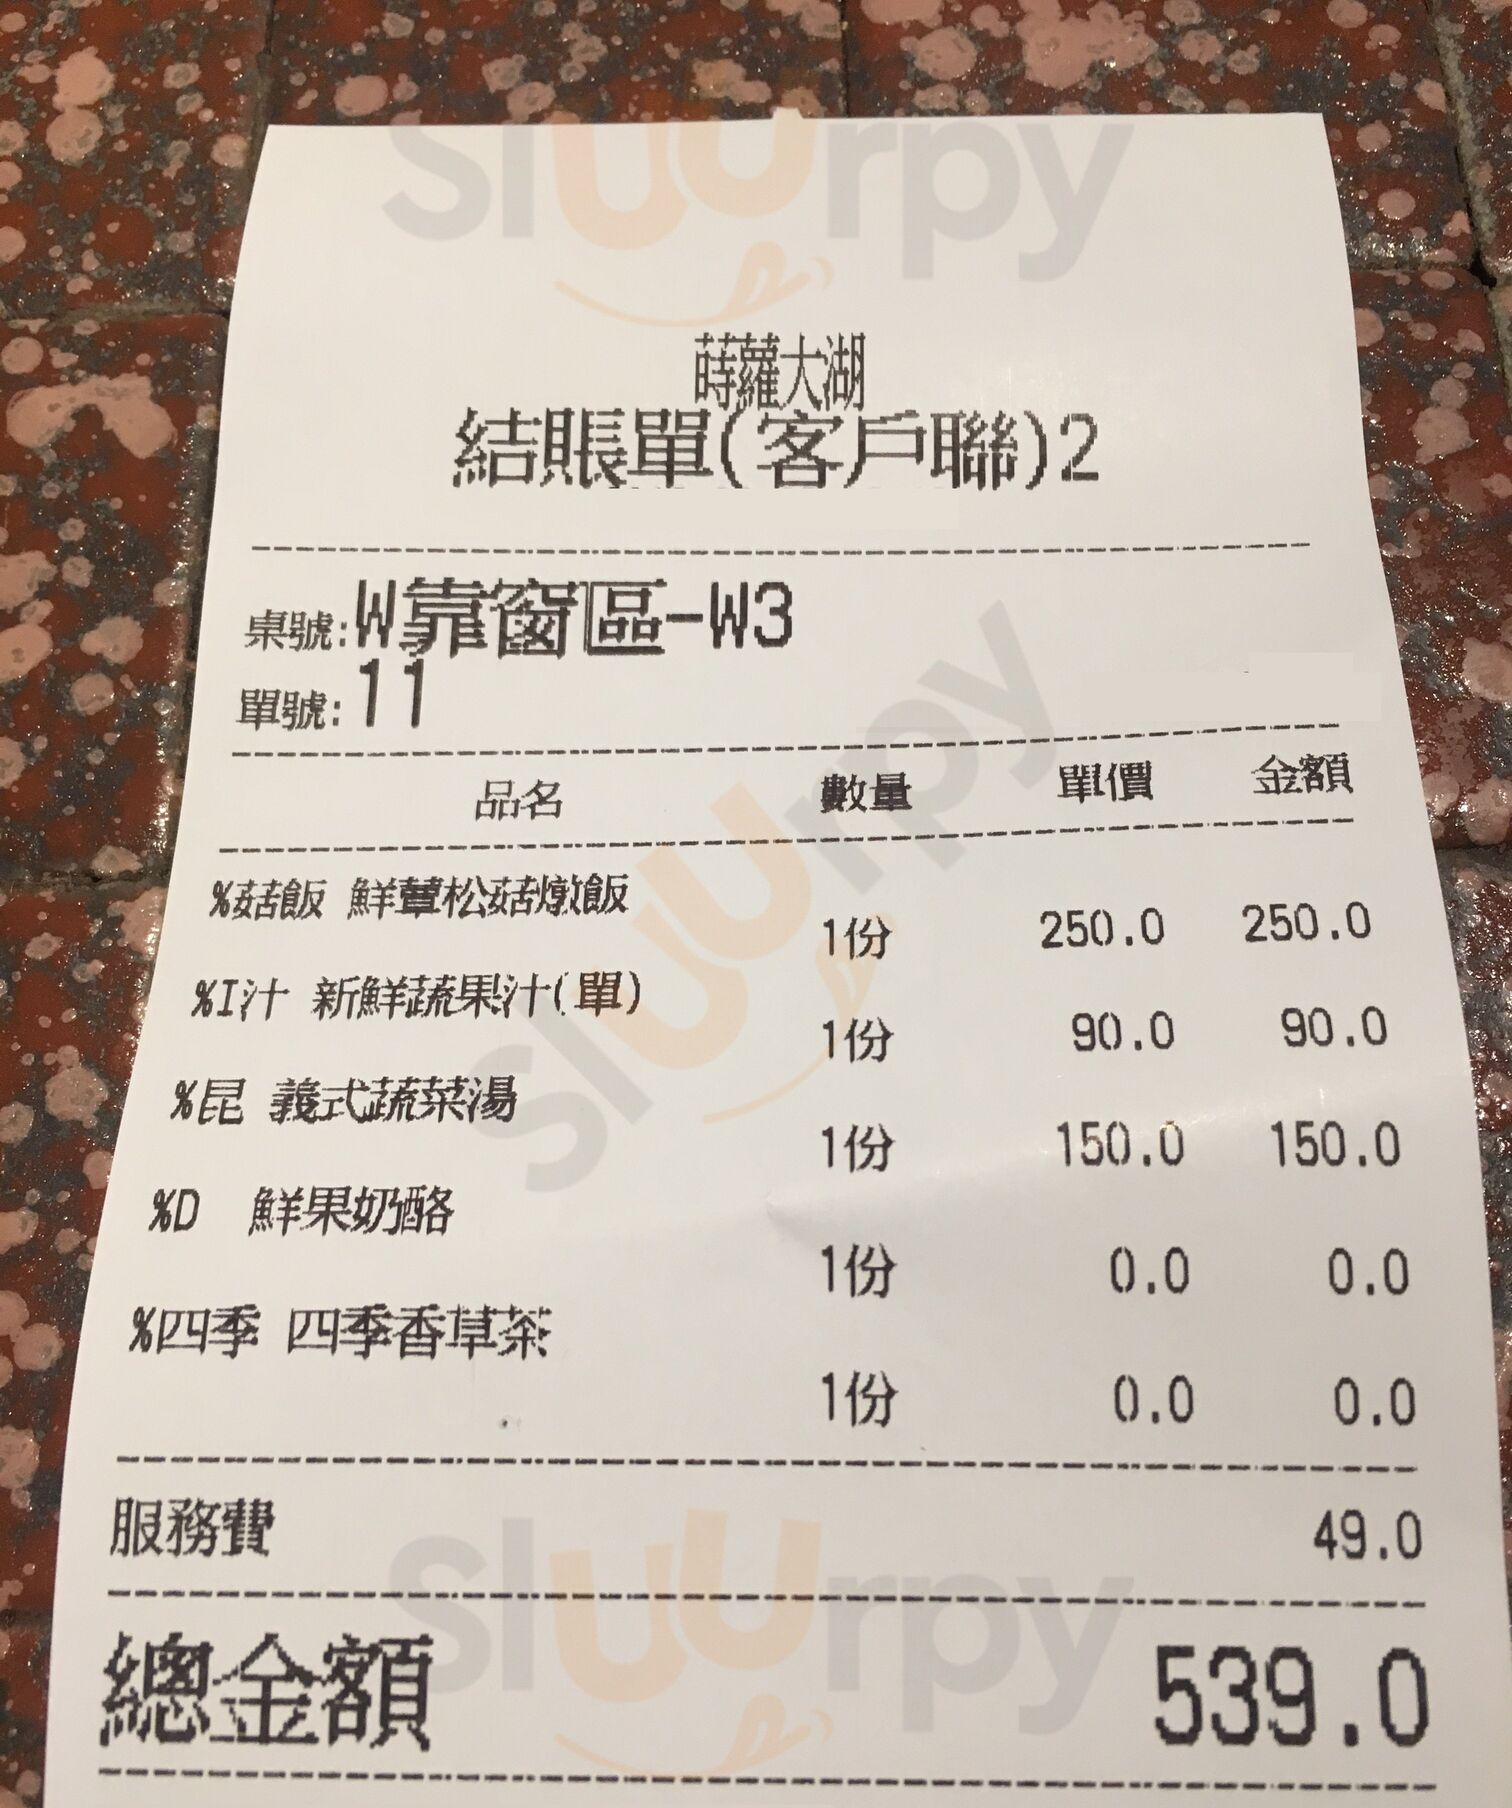 sluurpy
蒔蘿大湖
結賬單(客戶聯)2
桌號:W靠窗區-W3
單號:11
品名 數量 單價 金額
%菇飯 鮮蕈松菇燉飯
1份 250.0 250.0
%I汁 新鮮蔬果汁(單)
1份 90.0 90.0
sluurpy
%昆 義式蔬菜湯
1份 150.0 150.0
%D 鮮果奶酪
1份 0.0 0.0
%四季 四季香草茶
1份 0.0 0.0
服務費 49.0
sluurpy
總金額 539.0